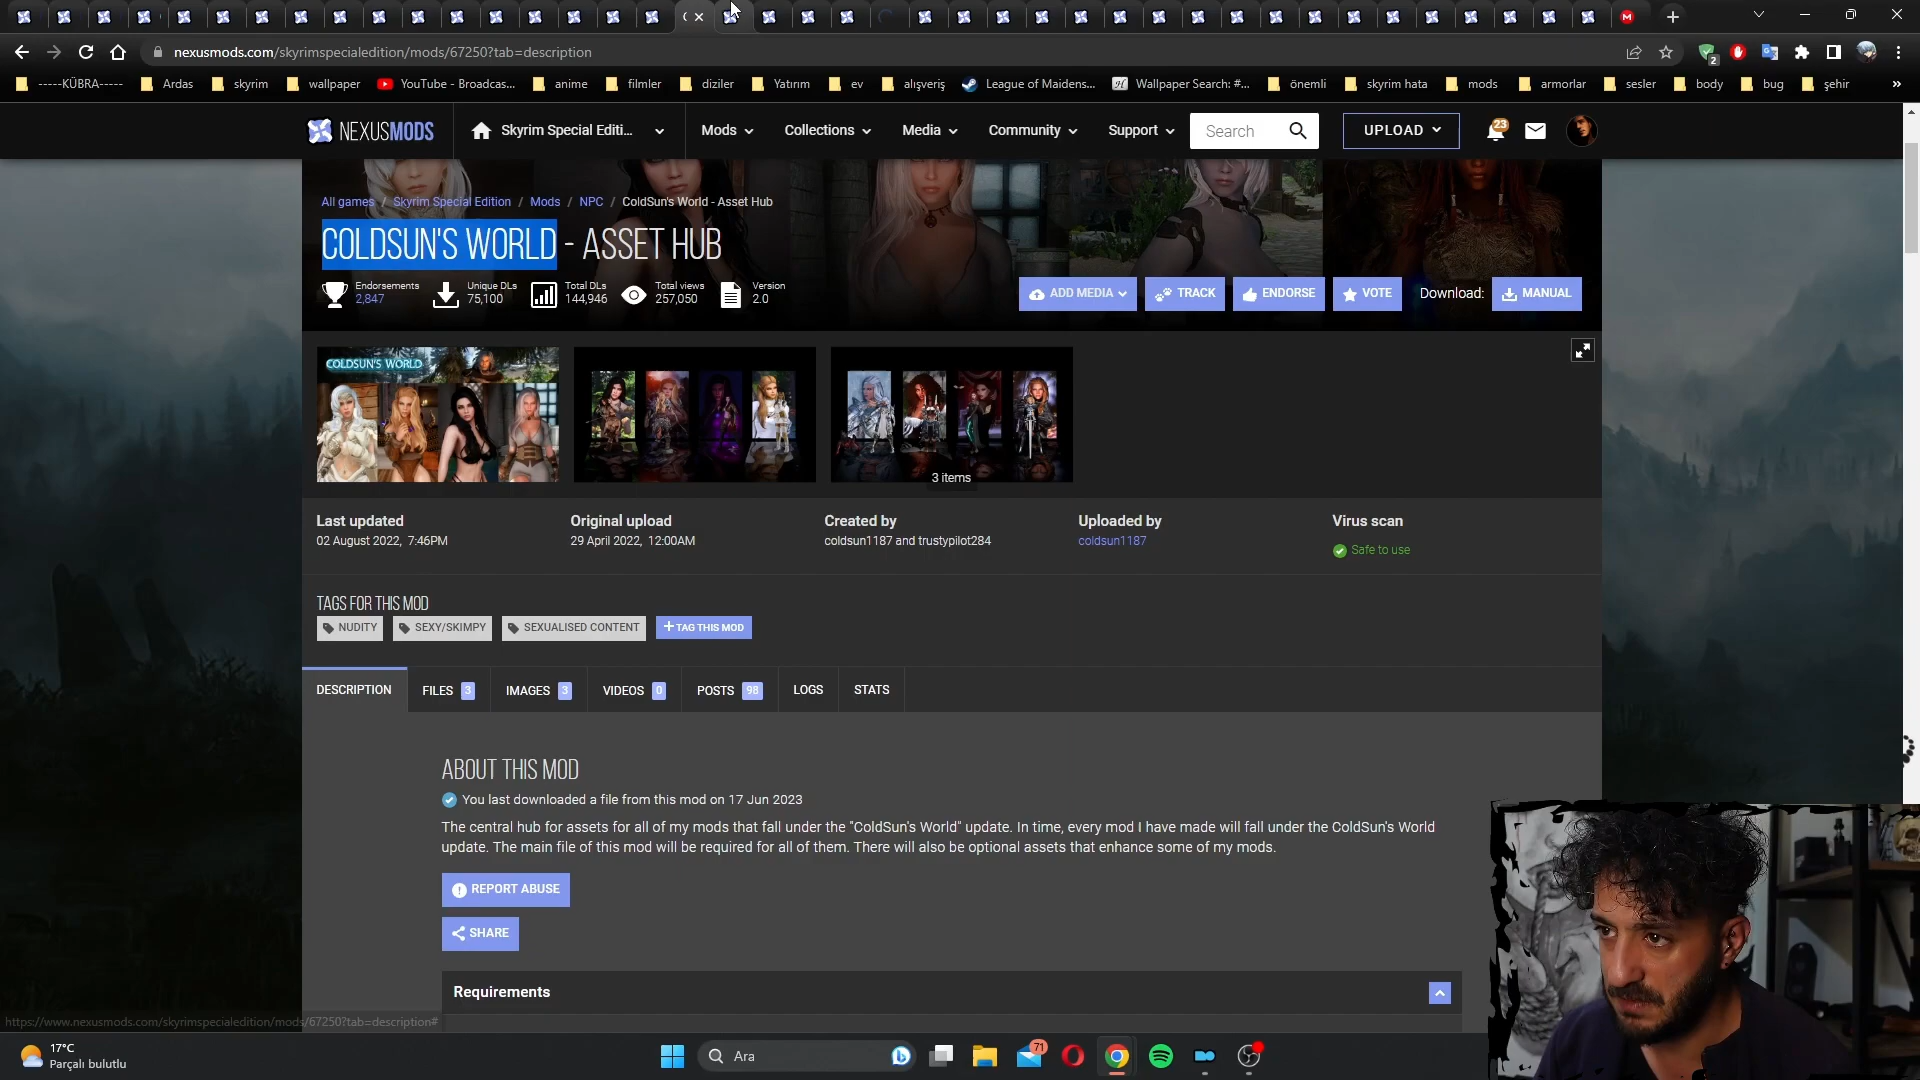 nexusmods.com/skyrimspecialedition/mods/67250?tab=description
-----KÜBRA-----
Ardas
skyrim
wallpaper
YouTube - Broadcas...
anime
filmler
diziler
Yatırım
ev
alışveriş
League of Maidens...
Wallpaper Search: #...
önemli
skyrim hata
mods
armorlar
sesler
body
bug
şehir
»
2
NEXUSMODS
Skyrim Special Editi...
Mods
Collections
Media
Community
Support
Search
UPLOAD
23
All games / Skyrim Special Edition / Mods / NPC / ColdSun's World - Asset Hub
COLDSUN'S WORLD - ASSET HUB
Endorsements
2,847
Unique DLs
75,100
Total DLs
144,946
Total views
257,050
Version
2.0
ADD MEDIA
TRACK
ENDORSE
VOTE
Download:
MANUAL
COLDSUN'S WORLD
3 items
Last updated
02 August 2022, 7:46PM
Original upload
29 April 2022, 12:00AM
Created by
coldsun1187 and trustypilot284
Uploaded by
coldsun1187
Virus scan
Safe to use
TAGS FOR THIS MOD
NUDITY
SEXY/SKIMPY
SEXUALISED CONTENT
+ TAG THIS MOD
DESCRIPTION
FILES 3
IMAGES 3
VIDEOS 0
POSTS 98
LOGS
STATS
ABOUT THIS MOD
You last downloaded a file from this mod on 17 Jun 2023
The central hub for assets for all of my mods that fall under the "ColdSun's World" update. In time, every mod I have made will fall under the ColdSun's World
update. The main file of this mod will be required for all of them. There will also be optional assets that enhance some of my mods.
REPORT ABUSE
SHARE
Requirements
https://www.nexusmods.com/skyrimspecialedition/mods/67250?tab=description#
17°C
Parçalı bulutlu
Ara
71